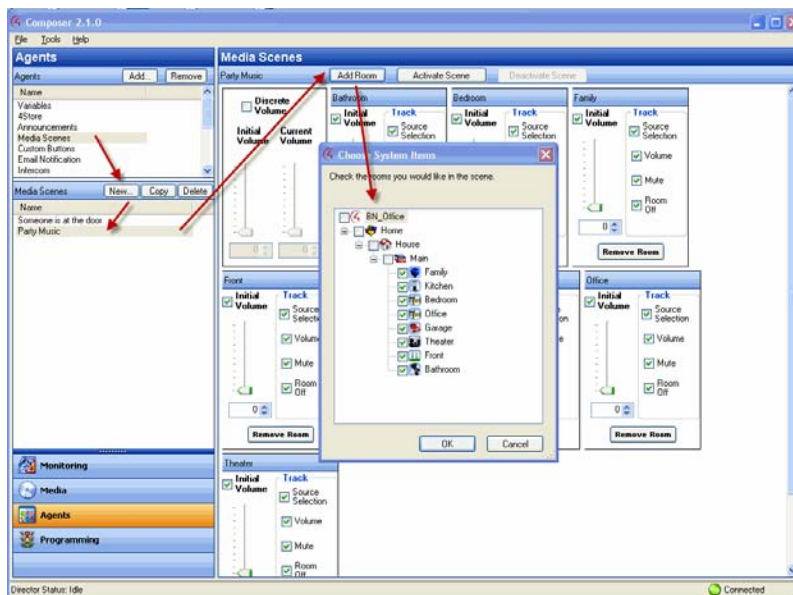 Composer 2.1.0
File Tools Help
Agents
Agents Add... Remove
Name
Variables
4Store
Announcements
Media Scenes
Custom Buttons
Email Notification
Intercom
Media Scenes New... Copy Delete
Name
Someone is at the door
Party Music
Monitoring
Media
Agents
Programming
Media Scenes
Party Music Add Room Activate Scene Deactivate Scene
Discrete Volume
Initial Volume
Current Volume
0
0
Bathroom
Initial Volume
Track
Source Selection
Bedroom
Initial Volume
Track
Source Selection
Family
Initial Volume
Track
Source Selection
Volume
Mute
Room Off
0
Remove Room
Choose System Items
Check the rooms you would like in the scene.
BN_Office
Home
House
Main
Family
Kitchen
Bedroom
Office
Garage
Theater
Front
Bathroom
OK Cancel
Front
Initial Volume
Track
Source Selection
Volume
Mute
Room Off
0
Remove Room
Office
Initial Volume
Track
Source Selection
Volume
Mute
Room Off
0
Remove Room
Theater
Initial Volume
Track
Source Selection
Volume
Mute
Room Off
Director Status: Idle
Connected